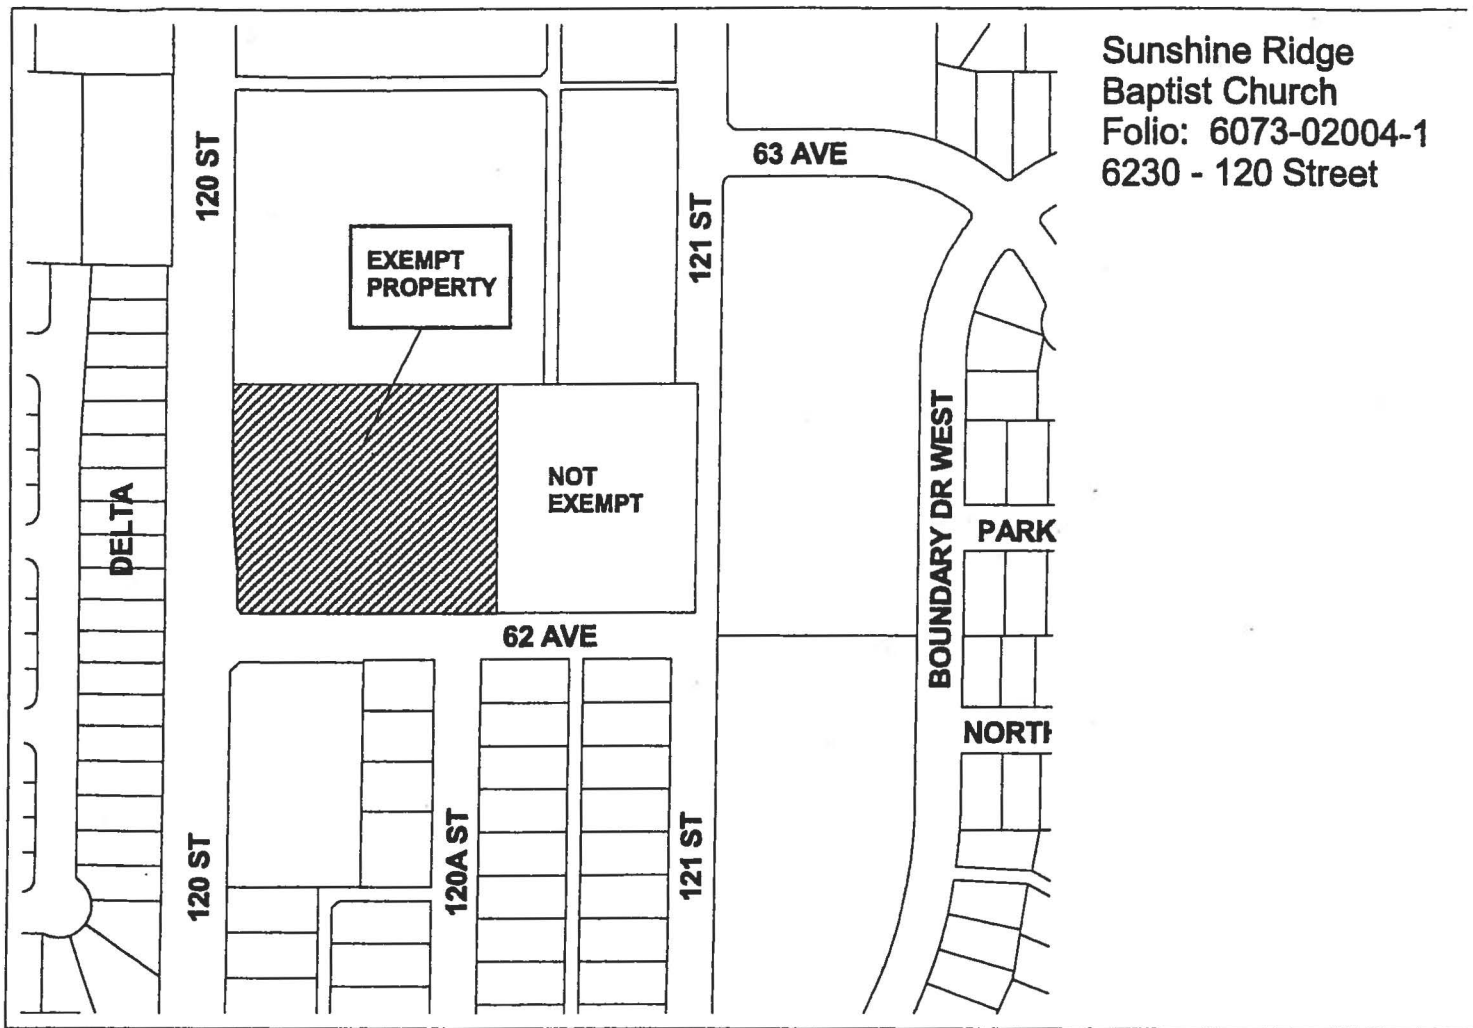 Sunshine Ridge
Baptist Church
Folio: 6073-02004-1
6230 - 120 Street
63 AVE
120 ST
121 ST
EXEMPT
PROPERTY
NOT
EXEMPT
DELTA
BOUNDARY DR WEST
PARK
62 AVE
NORTH
120 ST
120A ST
121 ST